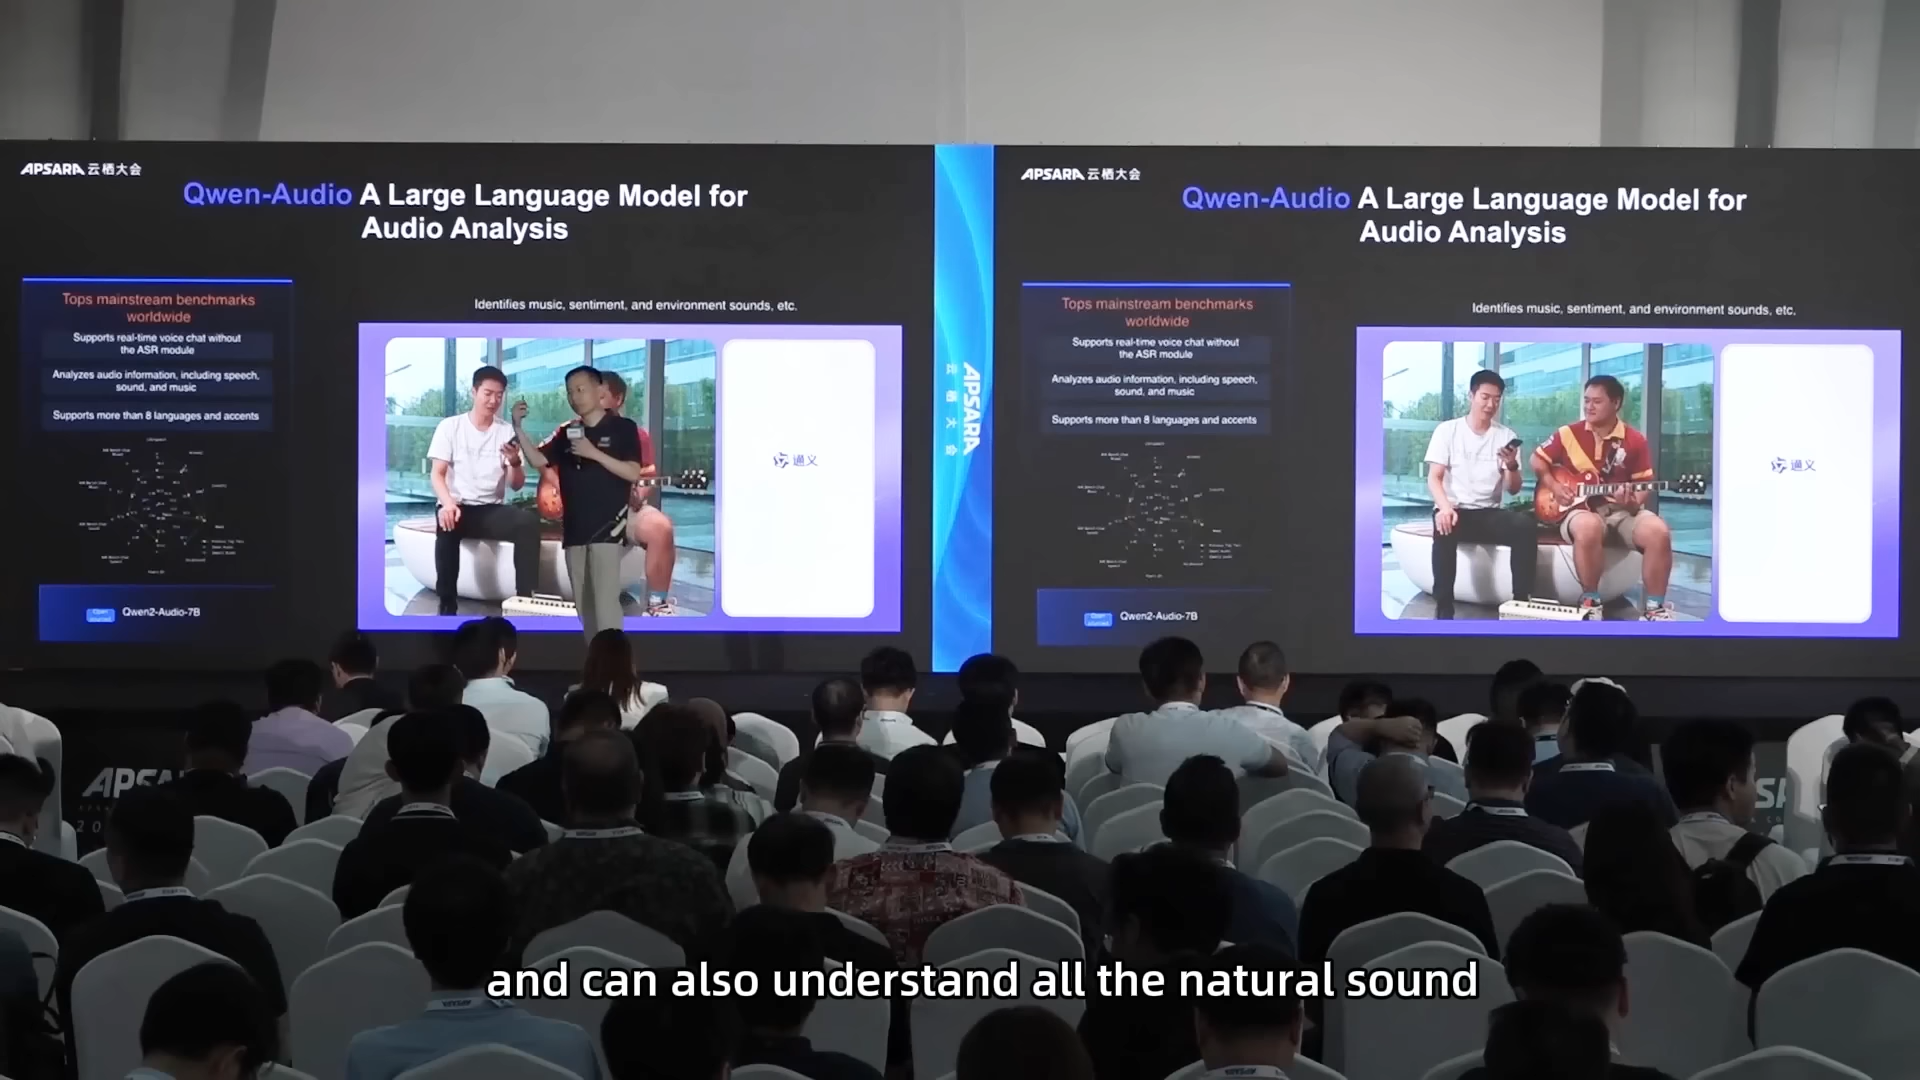 APSARA 云栖大会
Qwen-Audio A Large Language Model for
Audio Analysis
Tops mainstream benchmarks
worldwide
Supports real-time voice chat without
the ASR module
Analyzes audio information, including speech,
sound, and music
Supports more than 8 languages and accents
Qwen2-Audio-7B
Identifies music, sentiment, and environment sounds, etc.
通义
APSARA
云栖大会
APSARA 云栖大会
Qwen-Audio A Large Language Model for
Audio Analysis
Tops mainstream benchmarks
worldwide
Supports real-time voice chat without
the ASR module
Analyzes audio information, including speech,
sound, and music
Supports more than 8 languages and accents
Qwen2-Audio-7B
Identifies music, sentiment, and environment sounds, etc.
通义
and can also understand all the natural sound